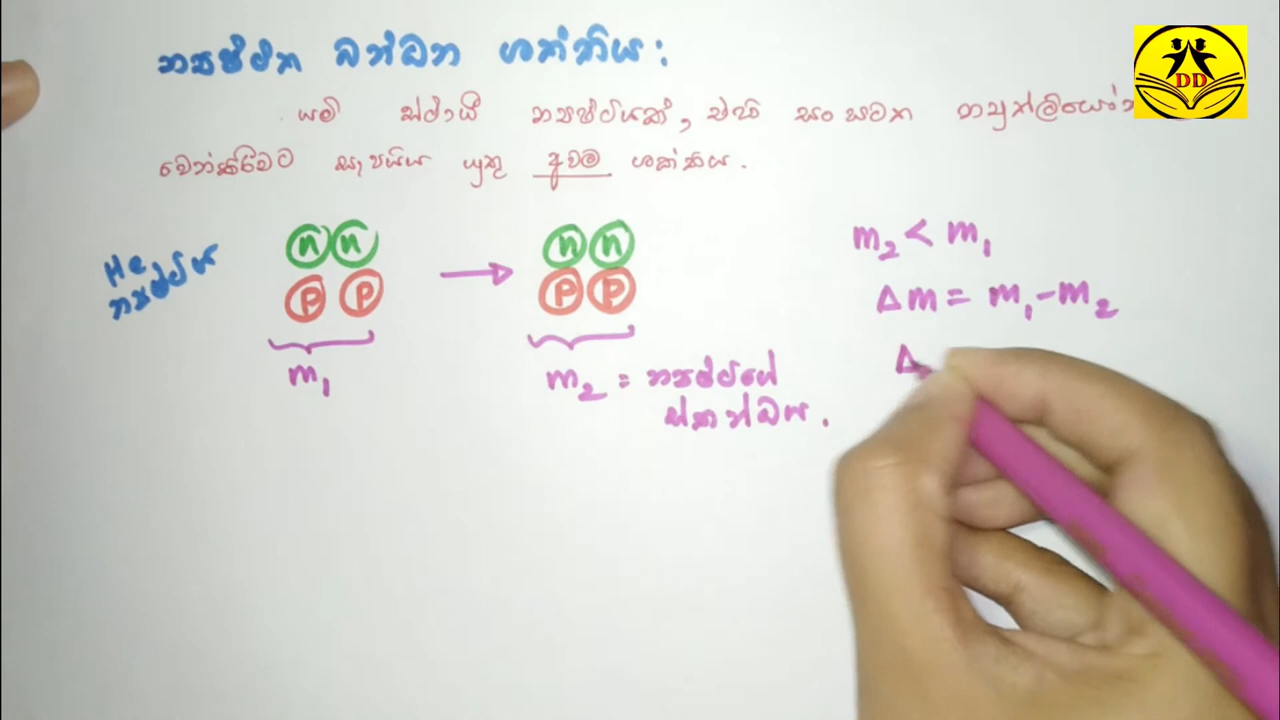 න්‍යෂ්ටික බන්ධන ශක්තිය :
යම් ස්ථායී න්‍යෂ්ටියක්, එහි සංඝටක
වෙන්කිරීමට සැපයිය යුතු අවම ශක්තිය.
He
න්‍යෂ්ටිය
n n
P P
m₁
n n
P P
m₂ = න්‍යෂ්ටියේ
ස්කන්ධය.
m₂ < m₁
Δm = m₁ - m₂
Δ
DD